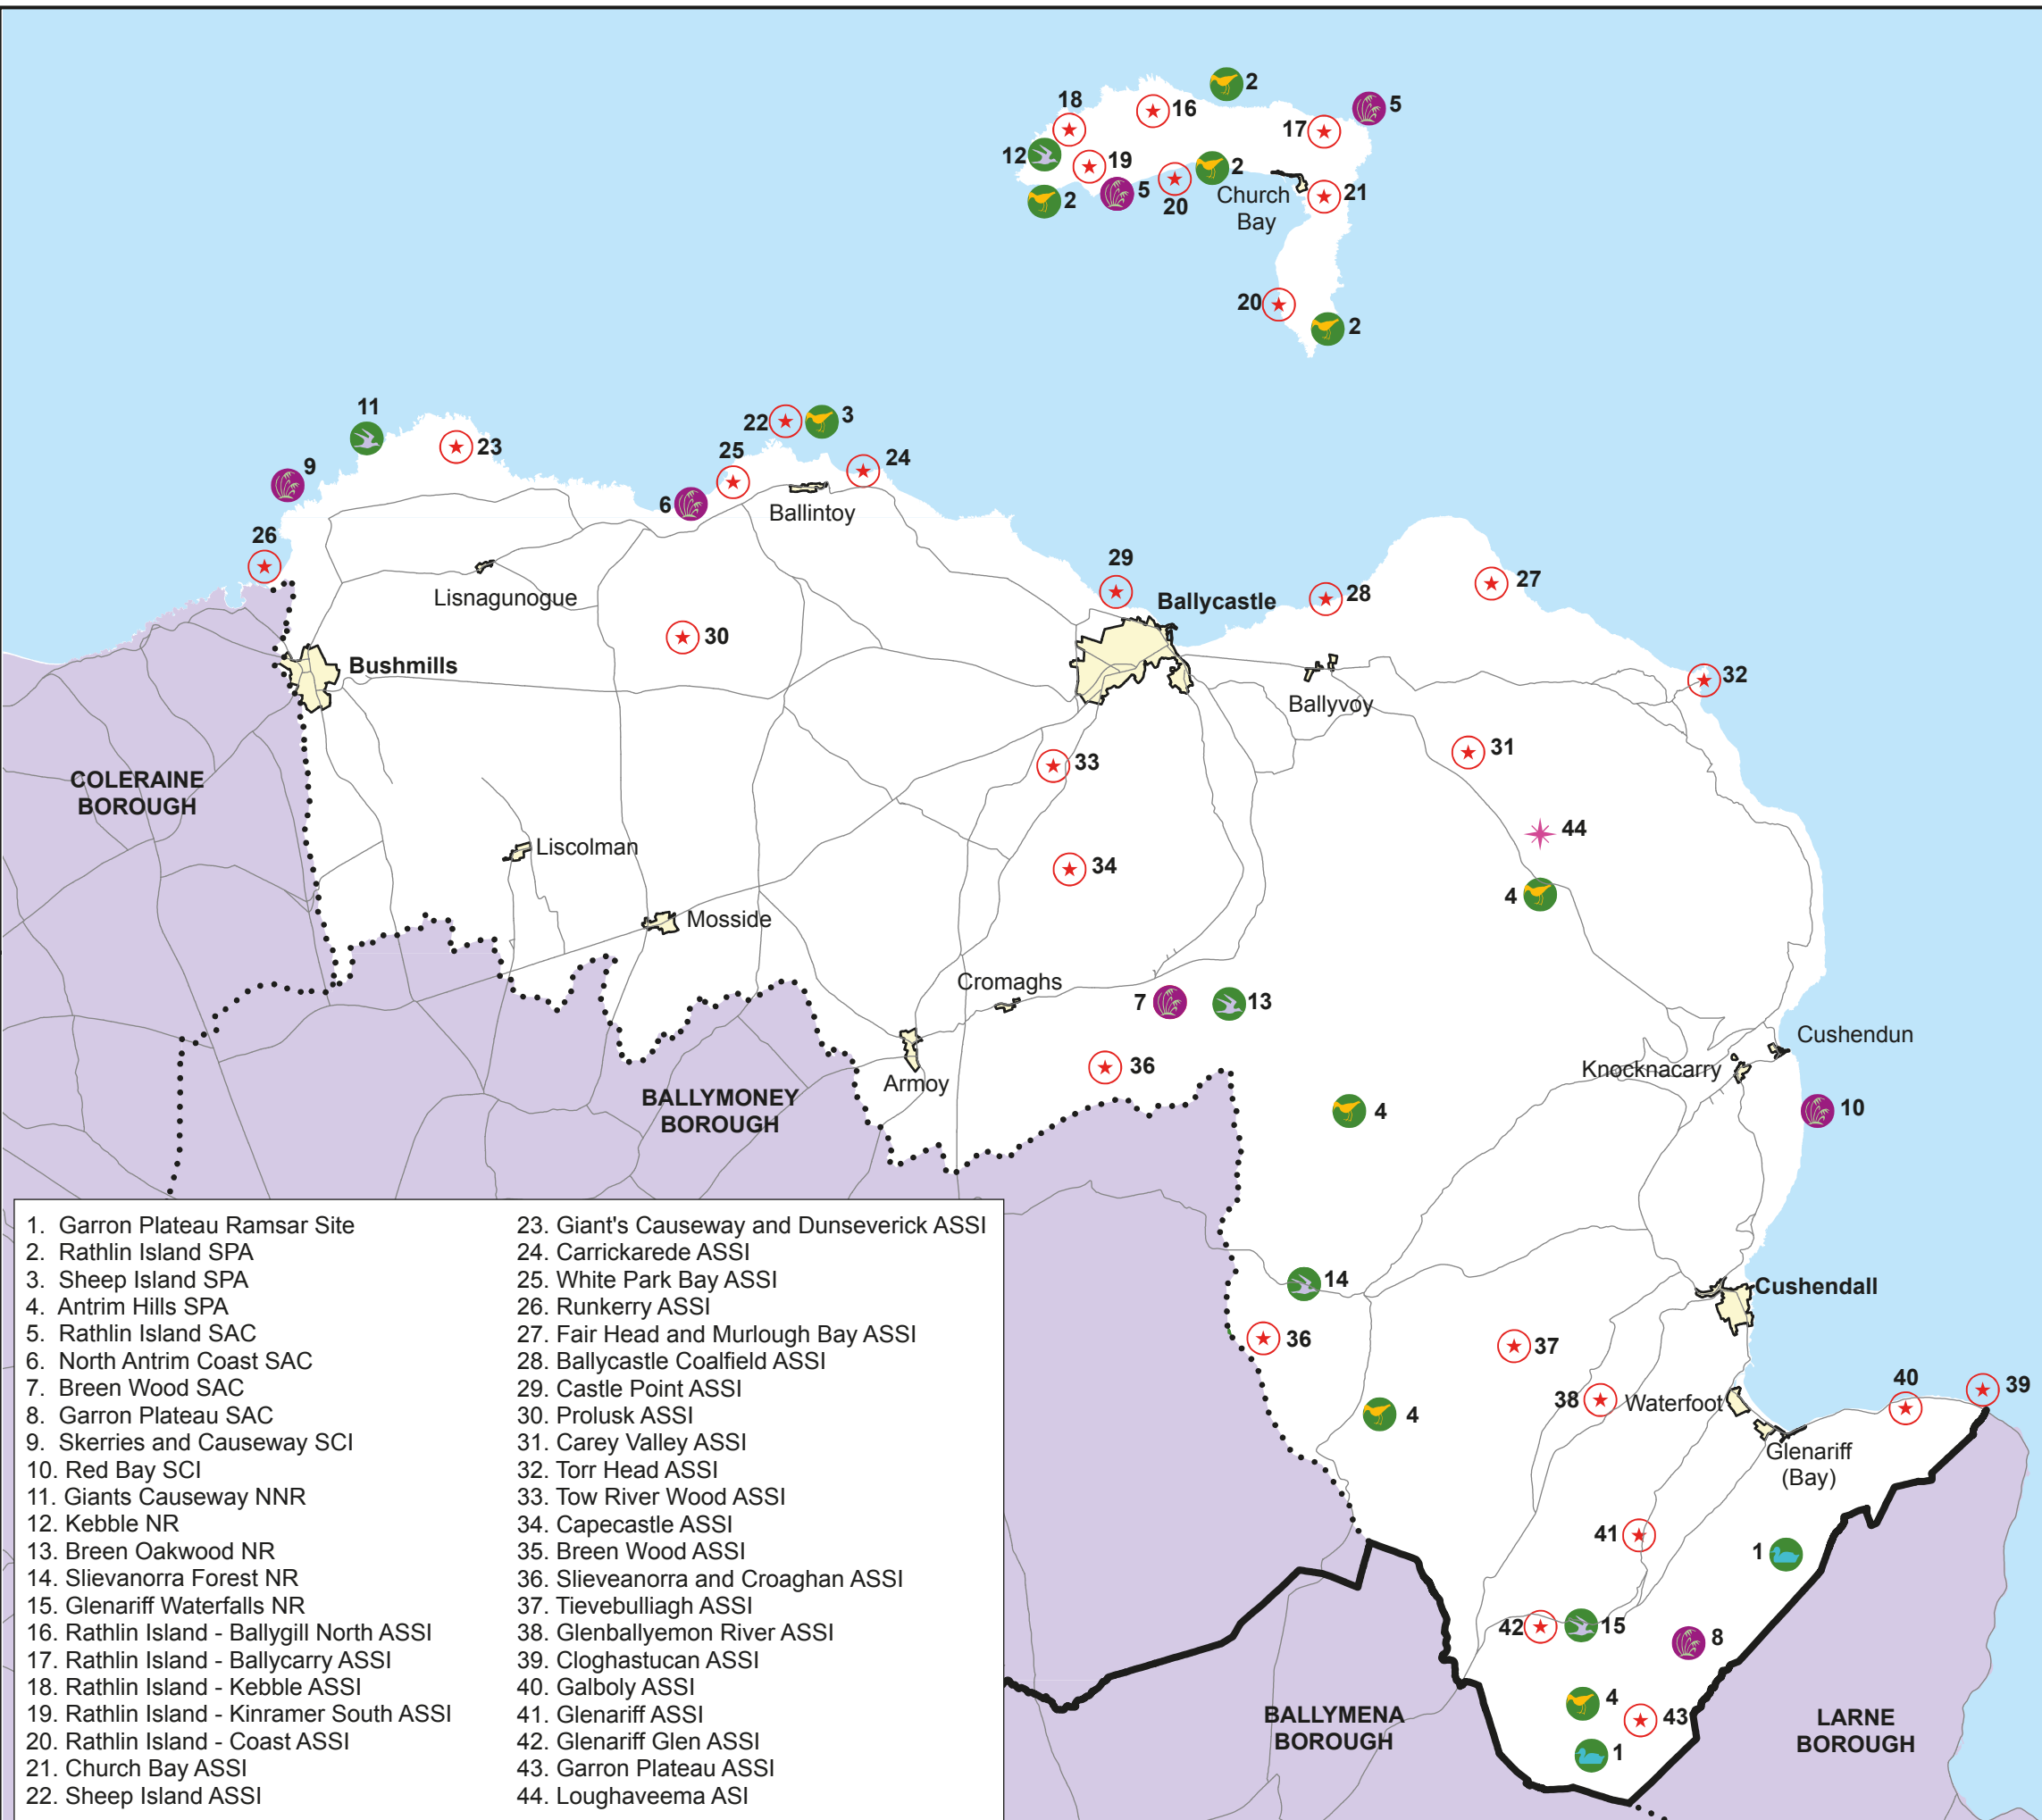 2
18
16
5
17
12
19
2
2
5
20
Church
Bay
21
20
2
11
23
22
3
9
25
24
6
Ballintoy
26
29
27
28
Lisnagunogue
Ballycastle
30
Bushmills
32
Ballyvoy
31
33
COLERAINE
BOROUGH
44
Liscolman
34
4
Mosside
Cromaghs
7
13
Cushendun
Knocknacarry
36
Armoy
BALLYMONEY
BOROUGH
4
10
14
Cushendall
36
37
40
39
38
Waterfoot
4
Glenariff
(Bay)
41
1
42
15
8
4
43
1
BALLYMENA
BOROUGH
LARNE
BOROUGH
1. Garron Plateau Ramsar Site
2. Rathlin Island SPA
3. Sheep Island SPA
4. Antrim Hills SPA
5. Rathlin Island SAC
6. North Antrim Coast SAC
7. Breen Wood SAC
8. Garron Plateau SAC
9. Skerries and Causeway SCI
10. Red Bay SCI
11. Giants Causeway NNR
12. Kebble NR
13. Breen Oakwood NR
14. Slievanorra Forest NR
15. Glenariff Waterfalls NR
16. Rathlin Island - Ballygill North ASSI
17. Rathlin Island - Ballycarry ASSI
18. Rathlin Island - Kebble ASSI
19. Rathlin Island - Kinramer South ASSI
20. Rathlin Island - Coast ASSI
21. Church Bay ASSI
22. Sheep Island ASSI
23. Giant's Causeway and Dunseverick ASSI
24. Carrickarede ASSI
25. White Park Bay ASSI
26. Runkerry ASSI
27. Fair Head and Murlough Bay ASSI
28. Ballycastle Coalfield ASSI
29. Castle Point ASSI
30. Prolusk ASSI
31. Carey Valley ASSI
32. Torr Head ASSI
33. Tow River Wood ASSI
34. Capecastle ASSI
35. Breen Wood ASSI
36. Slieveanorra and Croaghan ASSI
37. Tievebulliagh ASSI
38. Glenballyemon River ASSI
39. Cloghastucan ASSI
40. Galboly ASSI
41. Glenariff ASSI
42. Glenariff Glen ASSI
43. Garron Plateau ASSI
44. Loughaveema ASI